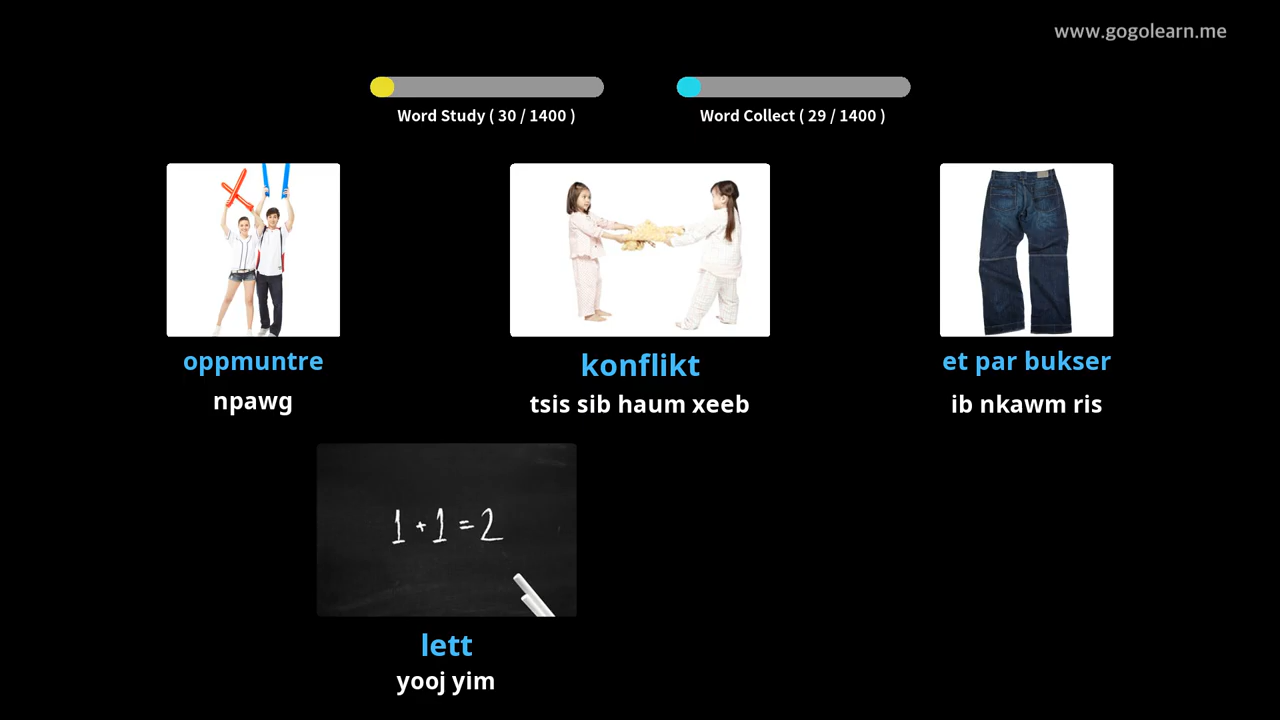 www.gogolearn.me
Word Study ( 30 / 1400 )
Word Collect ( 29 / 1400 )
oppmuntre
npawg
konflikt
tsis sib haum xeeb
et par bukser
ib nkawm ris
1 + 1 = 2
lett
yooj yim